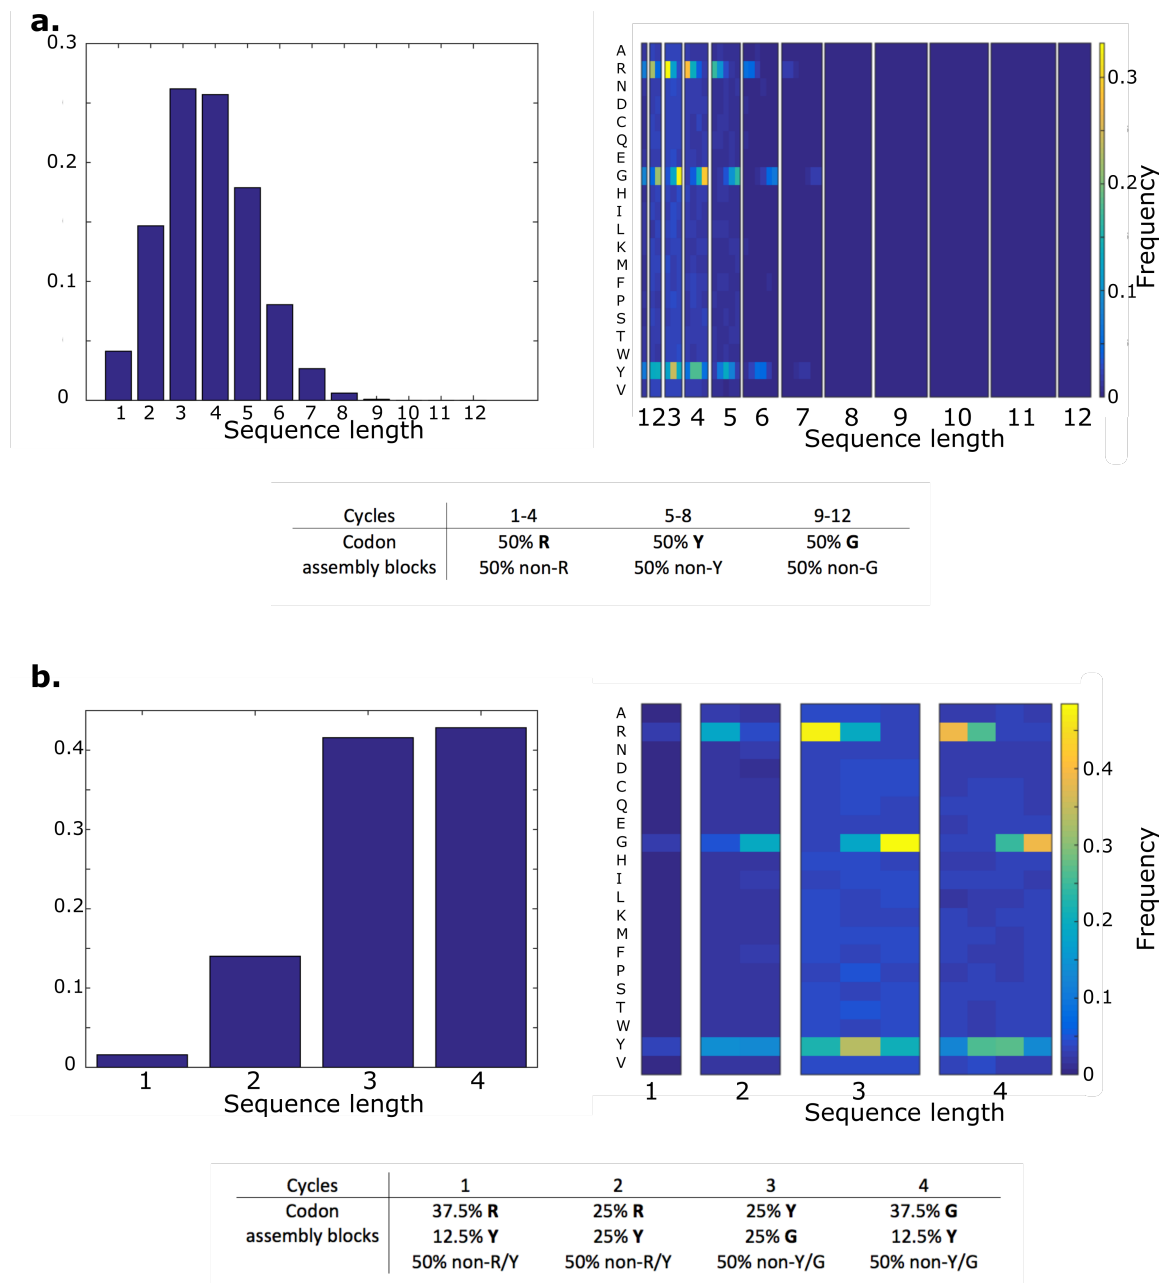 a.
0.3
0.2
0.1
0
1 2 3 4 5 6 7 8 9 10 11 12
Sequence length
A
R
N
D
C
Q
E
G
H
I
L
K
M
F
P
S
T
W
Y
V
1 2 3 4 5 6 7 8 9 10 11 12
Sequence length
0.3
0.2
0.1
0
Frequency
Cycles 1-4 5-8 9-12
Codon 50% R 50% Y 50% G
assembly blocks 50% non-R 50% non-Y 50% non-G
b.
0.4
0.3
0.2
0.1
0
1 2 3 4
Sequence length
A
R
N
D
C
Q
E
G
H
I
L
K
M
F
P
S
T
W
Y
V
1 2 3 4
Sequence length
0.4
0.3
0.2
0.1
0
Frequency
Cycles 1 2 3 4
Codon 37.5% R 25% R 25% Y 37.5% G
assembly blocks 12.5% Y 25% Y 25% G 12.5% Y
50% non-R/Y 50% non-R/Y 50% non-Y/G 50% non-Y/G